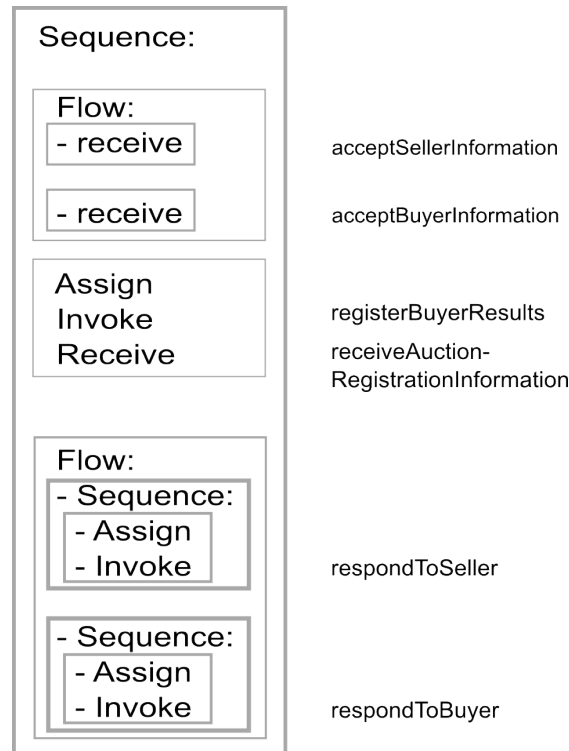 Sequence:
Flow:
- receive
acceptSellerInformation
- receive
acceptBuyerInformation
Assign
Invoke
registerBuyerResults
Receive
receiveAuction-
RegistrationInformation
Flow:
- Sequence:
- Assign
- Invoke
respondToSeller
- Sequence:
- Assign
- Invoke
respondToBuyer